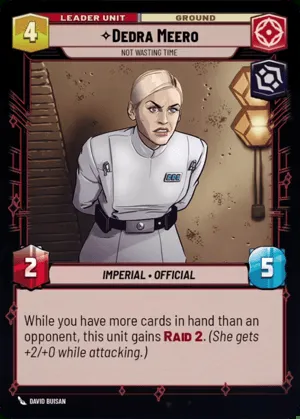 4
LEADER UNIT
GROUND
DEDRA MEERO
NOT WASTING TIME
2
5
IMPERIAL • OFFICIAL
While you have more cards in hand than an
opponent, this unit gains RAID 2. (She gets
+2/+0 while attacking.)
DAVID BUISAN